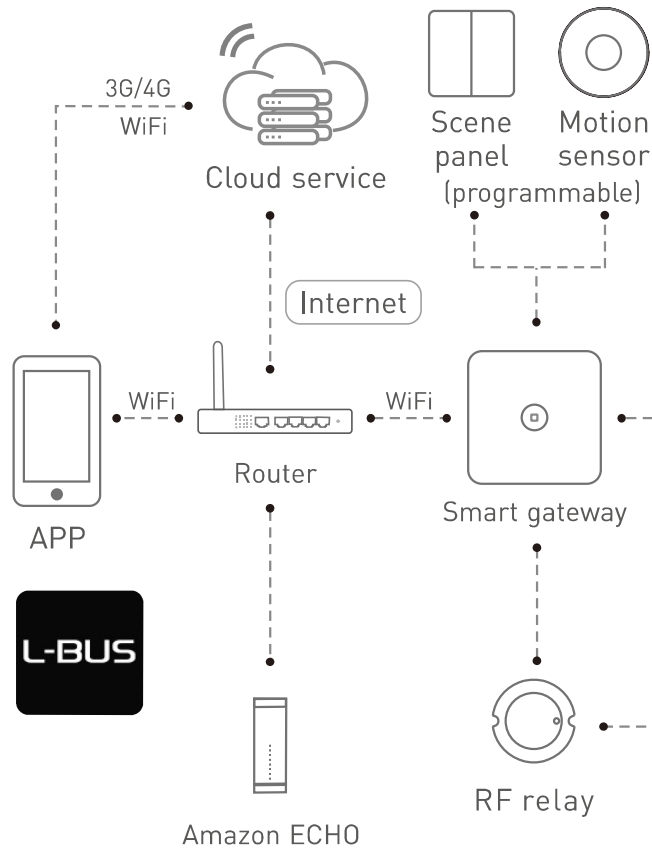 3G/4G
WiFi
Cloud service
Scene
panel
Motion
sensor
(programmable)
Internet
WiFi
WiFi
Router
Smart gateway
APP
L-BUS
RF relay
Amazon ECHO